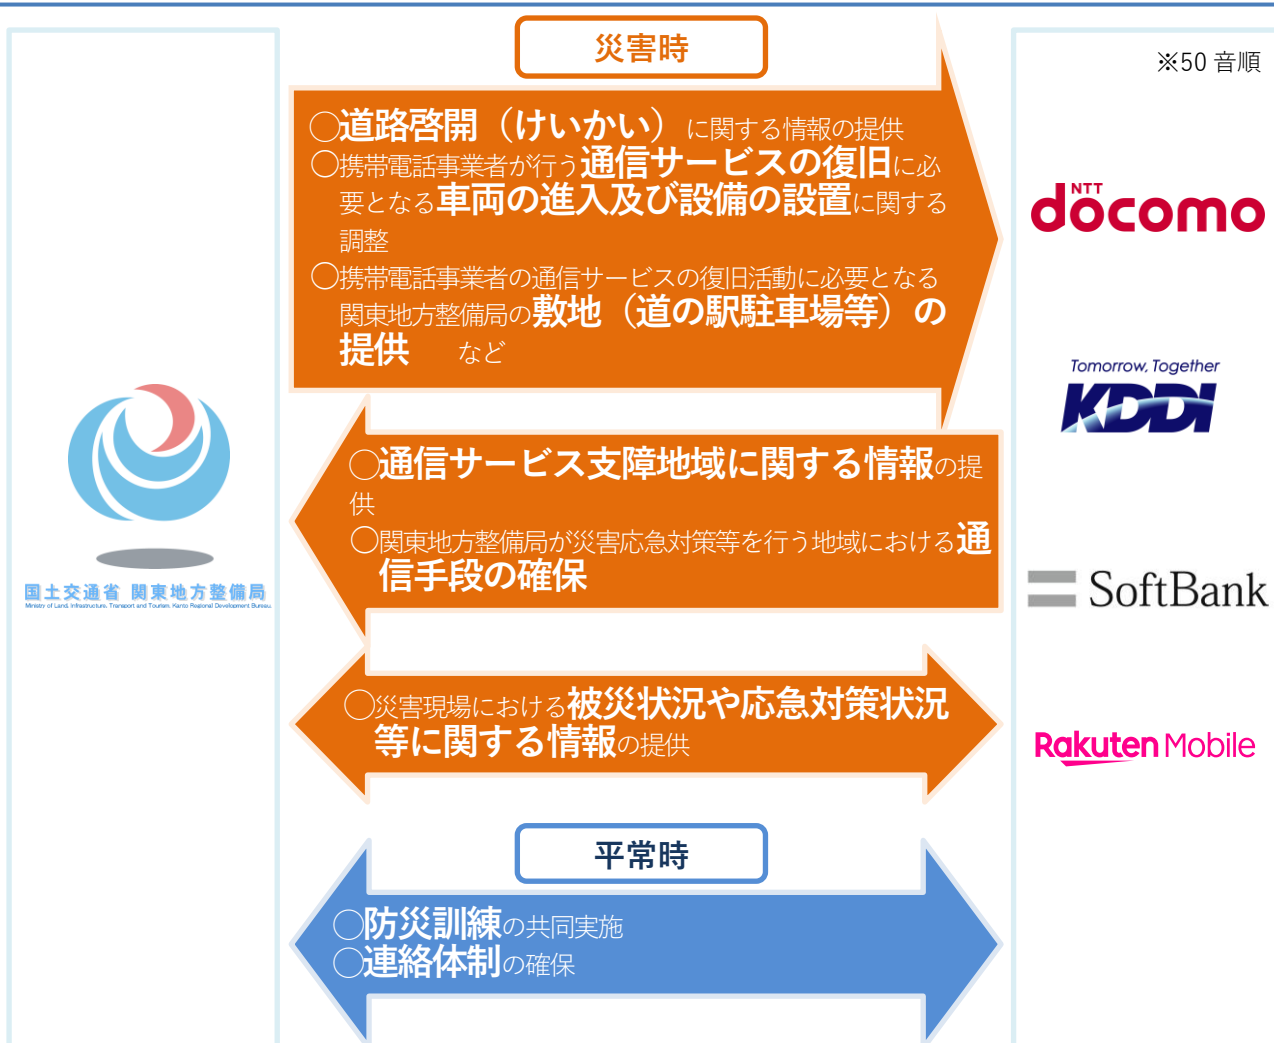 災害時
※50 音順
○道路啓開（けいかい）に関する情報の提供
○携帯電話事業者が行う通信サービスの復旧に必
要となる車両の進入及び設備の設置に関する
調整
○携帯電話事業者の通信サービスの復旧活動に必要となる
関東地方整備局の敷地（道の駅駐車場等）の
提供　など
NTT
döcomo
Tomorrow, Together
KDDI
○通信サービス支障地域に関する情報の提
供
○関東地方整備局が災害応急対策等を行う地域における通
信手段の確保
国土交通省 関東地方整備局
Ministry of Land, Infrastructure, Transport and Tourism, Kanto Regional Development Bureau.
SoftBank
○災害現場における被災状況や応急対策状況
等に関する情報の提供
Rakuten Mobile
平常時
○防災訓練の共同実施
○連絡体制の確保